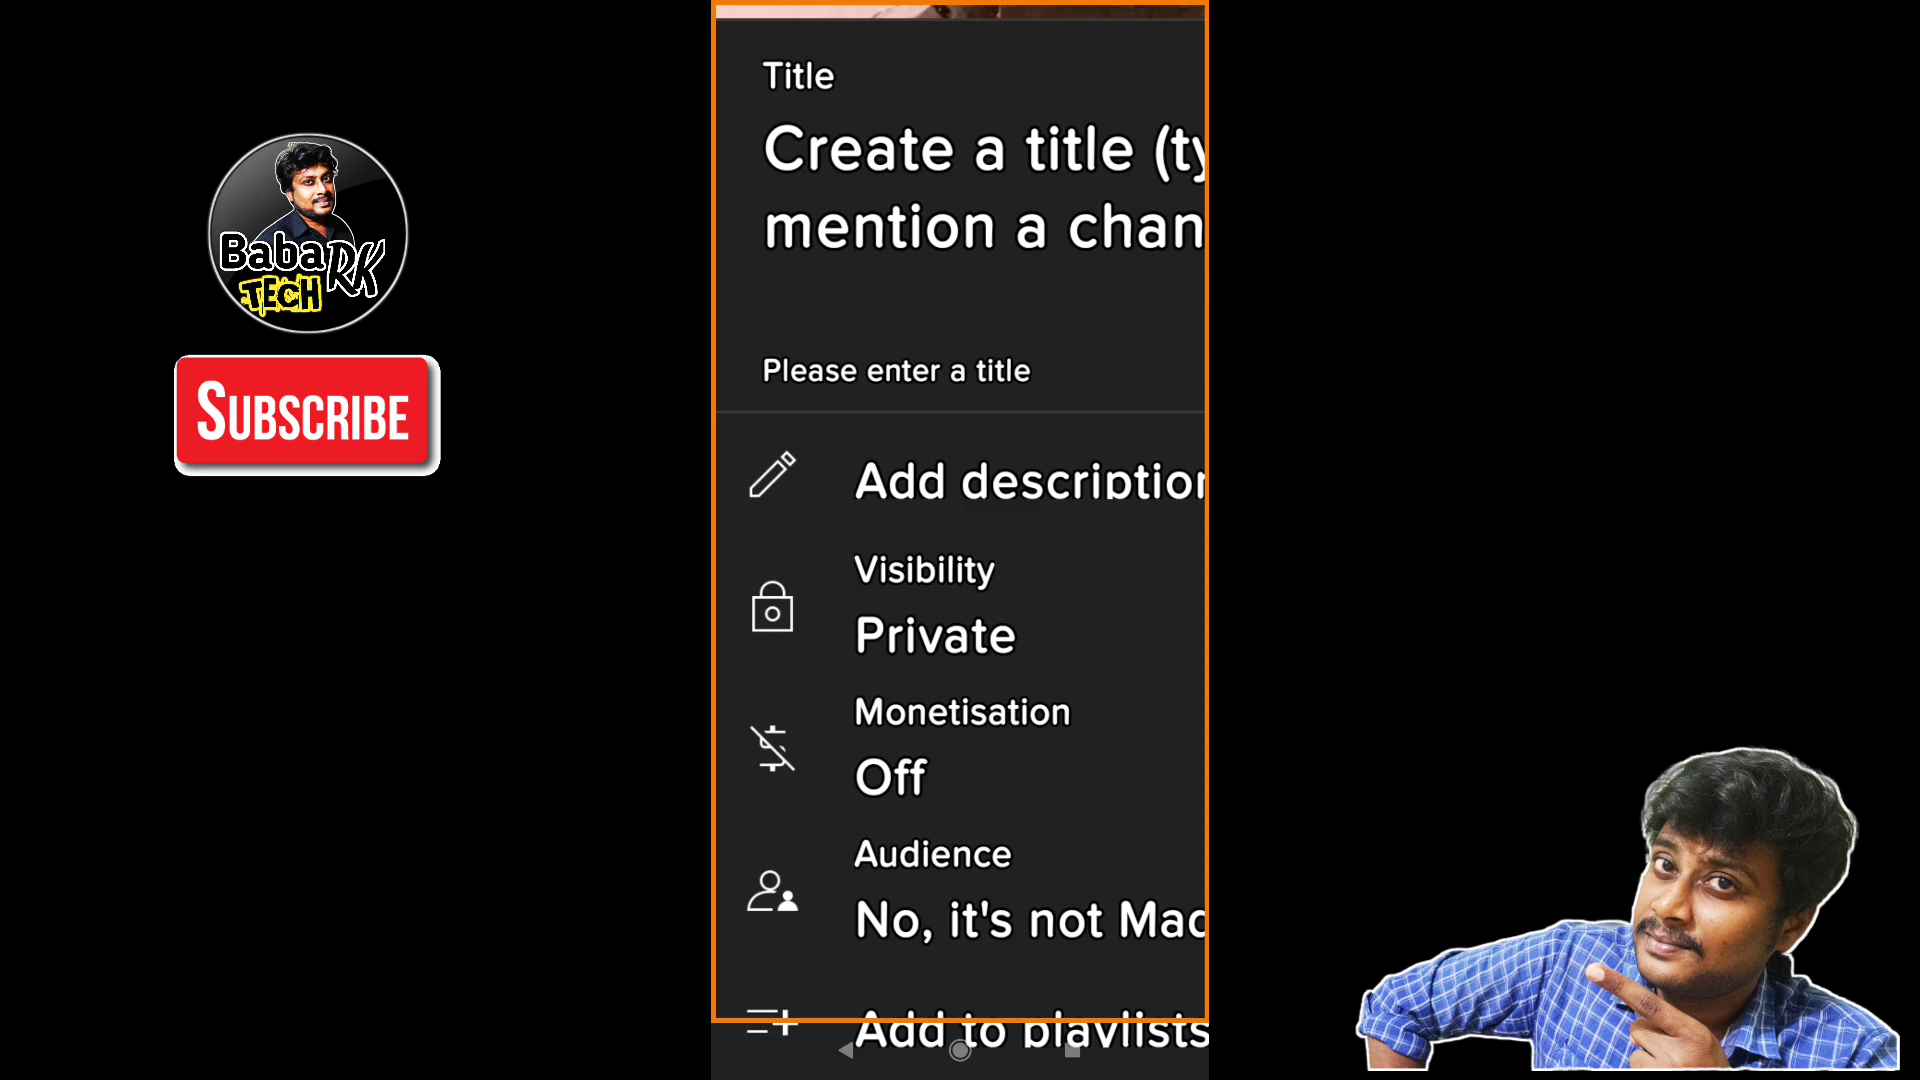 Baba RK
TECH
SUBSCRIBE
Title
Create a title (ty
mention a chan
Please enter a title
Add description
Visibility
Private
Monetisation
Off
Audience
No, it's not Mad
Add to playlists